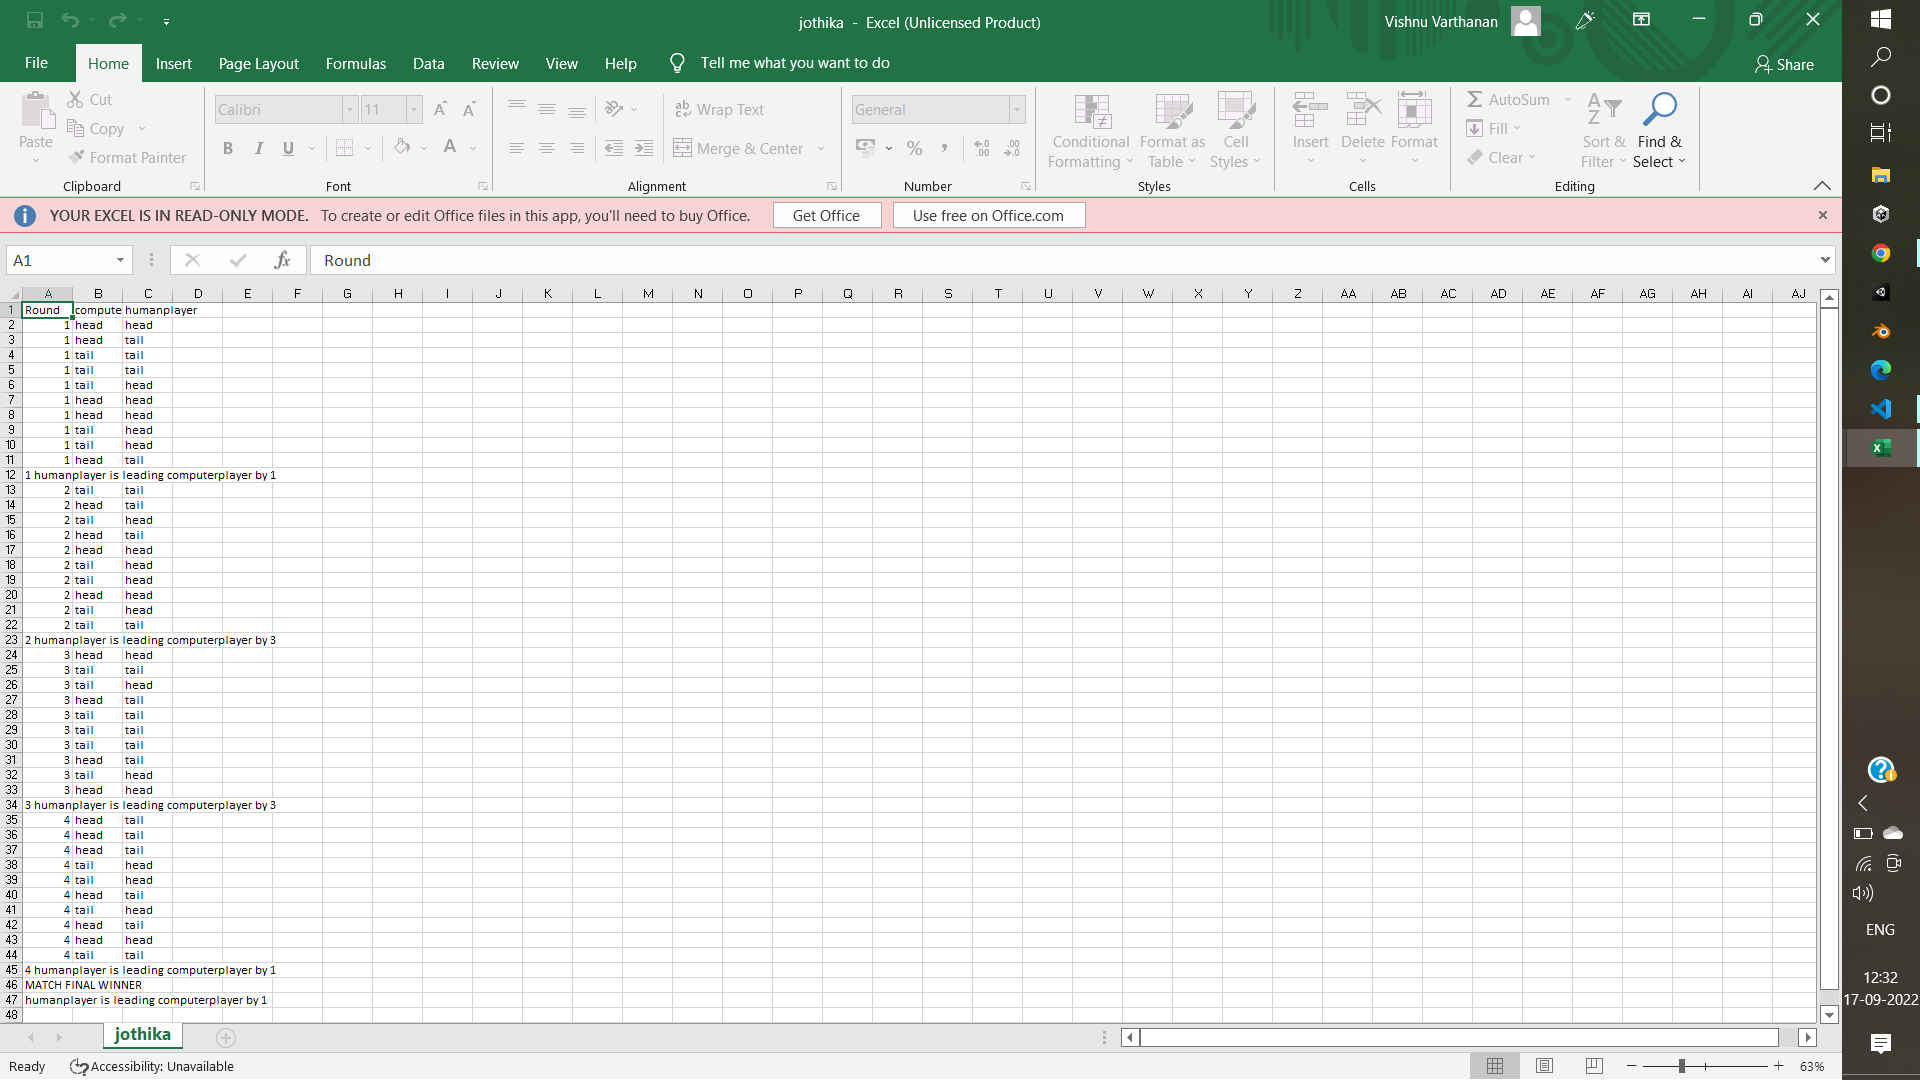 jothika - Excel (Unlicensed Product)
Vishnu Varthanan
File Home Insert Page Layout Formulas Data Review View Help Tell me what you want to do Share
Paste
Cut
Copy
Format Painter
Clipboard
Calibri 11
B I U
Font
Wrap Text
Merge & Center
Alignment
General
Number
Conditional Formatting
Format as Table
Cell Styles
Styles
Insert Delete Format
Cells
AutoSum
Fill
Clear
Sort & Filter
Find & Select
Editing
YOUR EXCEL IS IN READ-ONLY MODE. To create or edit Office files in this app, you'll need to buy Office. Get Office Use free on Office.com
A1 fx Round
A B C D E F G H I J K L M N O P Q R S T U V W X Y Z AA AB AC AD AE AF AG AH AI AJ
1 Round compute humanplayer
2 1 head head
3 1 head tail
4 1 tail tail
5 1 tail tail
6 1 tail head
7 1 head head
8 1 head head
9 1 tail head
10 1 tail head
11 1 head tail
12 1 humanplayer is leading computerplayer by 1
13 2 tail tail
14 2 head tail
15 2 tail head
16 2 head tail
17 2 head head
18 2 tail head
19 2 tail head
20 2 head head
21 2 tail head
22 2 tail tail
23 2 humanplayer is leading computerplayer by 3
24 3 head head
25 3 tail tail
26 3 tail head
27 3 head tail
28 3 tail tail
29 3 tail tail
30 3 tail tail
31 3 head tail
32 3 tail head
33 3 head head
34 3 humanplayer is leading computerplayer by 3
35 4 head tail
36 4 head tail
37 4 head tail
38 4 tail head
39 4 tail head
40 4 head tail
41 4 tail head
42 4 head tail
43 4 head head
44 4 tail tail
45 4 humanplayer is leading computerplayer by 1
46 MATCH FINAL WINNER
47 humanplayer is leading computerplayer by 1
48
jothika
Ready Accessibility: Unavailable
63%
ENG
12:32
17-09-2022